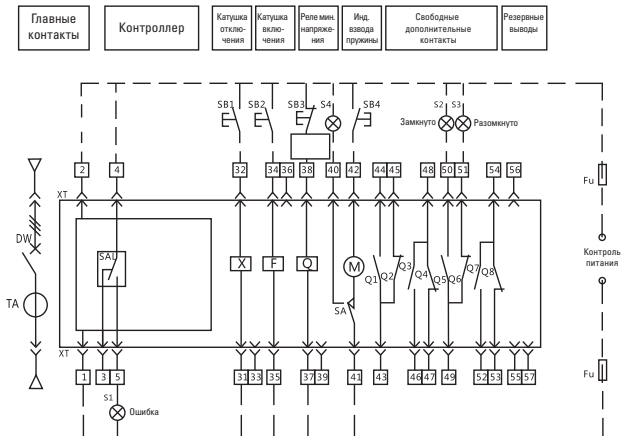 Главные контакты
Контроллер
Катушка отклю- чения
Катушка вклю- чения
Реле мин. напряже- ния
Инд. взвода пружины
Свободные дополнительные контакты
Резервные выводы
SB1 SB2 SB3 S4 SB4 S2 S3
Замкнуто Разомкнуто
2 4 32 34 36 38 40 42 44 45 48 50 51 54 56
Fu
XT
DW
SAL
X F Q M
Q1 Q2 Q3 Q4 Q5 Q6 Q7 Q8
Контроль питания
TA
SA
XT
1 3 5 31 33 35 37 39 41 43 46 47 49 52 53 55 57
Fu
S1
Ошибка